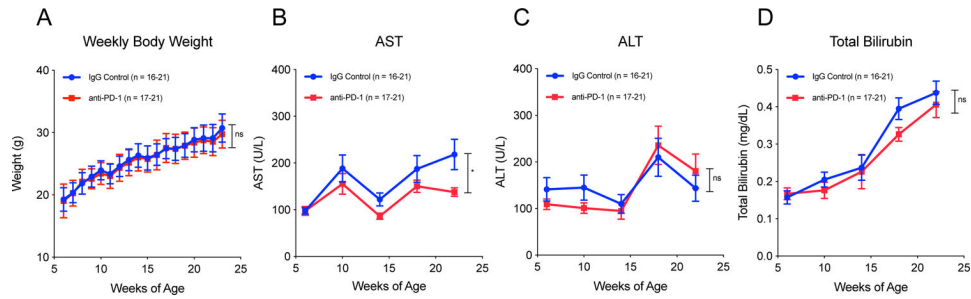 A
Weekly Body Weight
IgG Control (n = 16-21)
anti-PD-1 (n = 17-21)
40
30
20
10
0
Weight (g)
5
10
15
20
25
Weeks of Age
ns
B
AST
IgG Control (n = 16-21)
anti-PD-1 (n = 17-21)
400
300
200
100
0
AST (U/L)
5
10
15
20
25
Weeks of Age
*
C
ALT
IgG Control (n = 16-21)
anti-PD-1 (n = 17-21)
400
300
200
100
0
ALT (U/L)
5
10
15
20
25
Weeks of Age
ns
D
Total Bilirubin
IgG Control (n = 16-21)
anti-PD-1 (n = 17-21)
0.5
0.4
0.3
0.2
0.1
0.0
Total Bilirubin (mg/dL)
5
10
15
20
25
Weeks of Age
ns